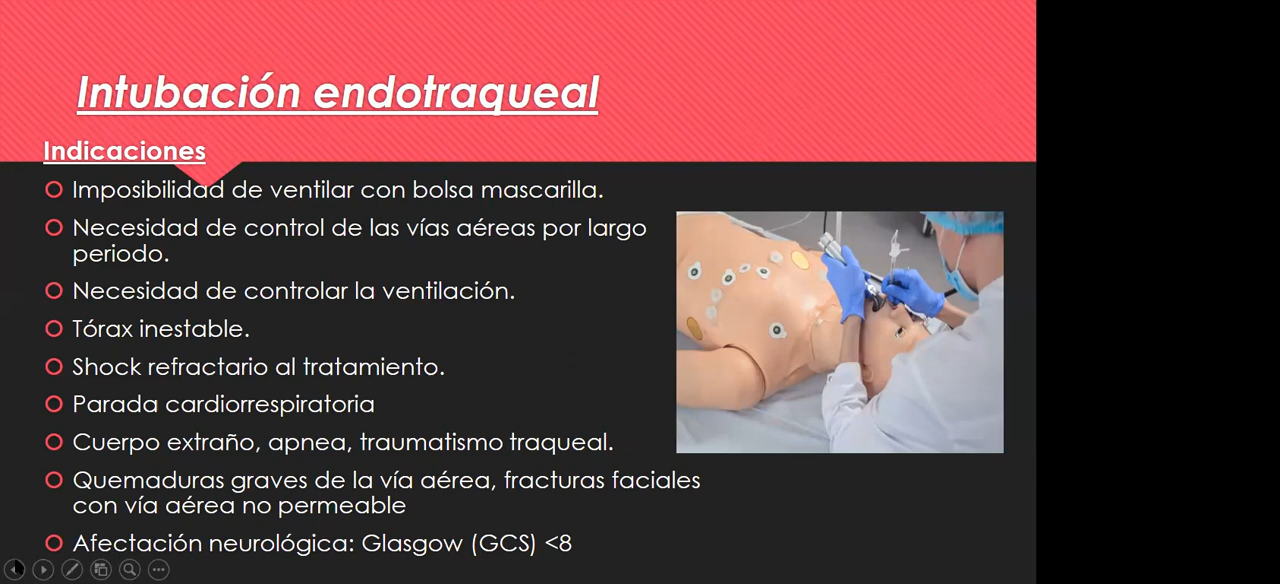 Intubación endotraqueal
Indicaciones
Imposibilidad de ventilar con bolsa mascarilla.
Necesidad de control de las vías aéreas por largo
periodo.
Necesidad de controlar la ventilación.
Tórax inestable.
Shock refractario al tratamiento.
Parada cardiorrespiratoria
Cuerpo extraño, apnea, traumatismo traqueal.
Quemaduras graves de la vía aérea, fracturas faciales
con vía aérea no permeable
Afectación neurológica: Glasgow (GCS) <8